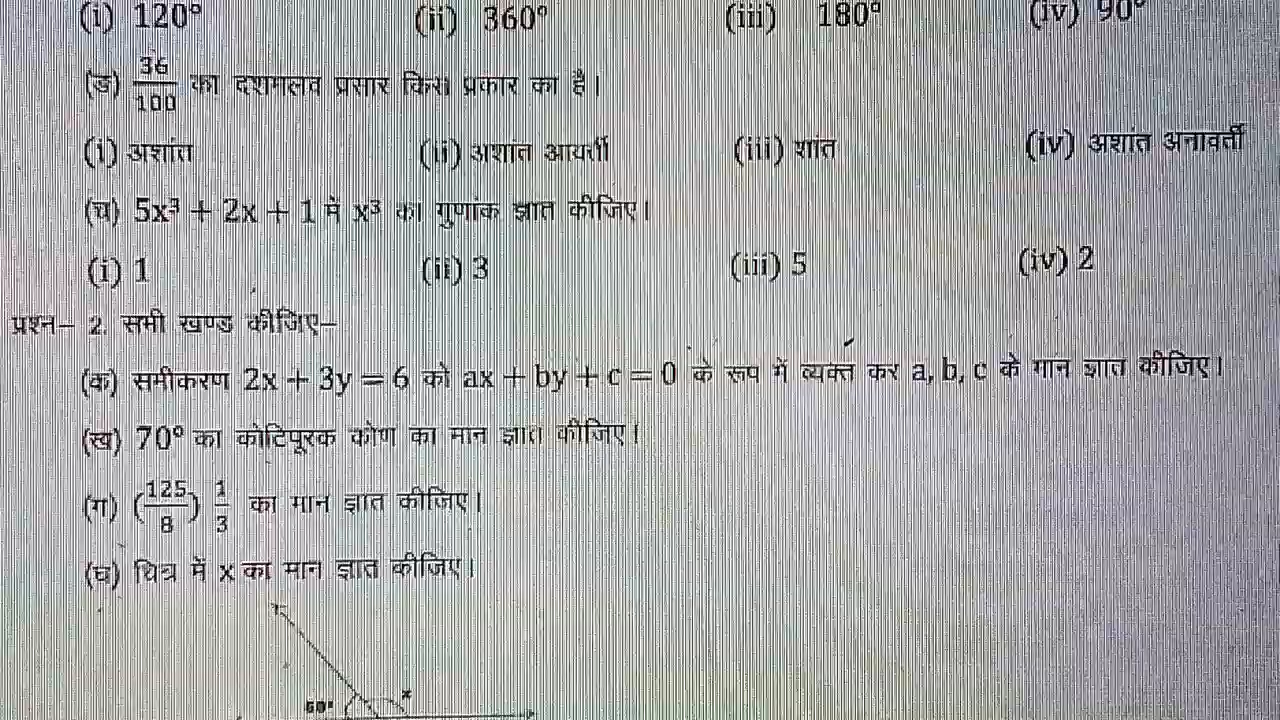 (i) 120° (ii) 360° (iii) 180° (iv) 90°
(ङ) 36/100 का दशमलव प्रसार किस प्रकार का है।
(i) अशांत (ii) अशांत आवर्ती (iii) शांत (iv) अशांत अनावर्ती
(च) 5x³ + 2x + 1 में x³ का गुणांक ज्ञात कीजिए।
(i) 1 (ii) 3 (iii) 5 (iv) 2
प्रश्न– 2. सभी खण्ड कीजिए–
(क) समीकरण 2x + 3y = 6 को ax + by + c = 0 के रूप में व्यक्त कर a, b, c के मान ज्ञात कीजिए।
(ख) 70° का कोटिपूरक कोण का मान ज्ञात कीजिए।
(ग) (125/8) 1/3 का मान ज्ञात कीजिए।
(घ) चित्र में x का मान ज्ञात कीजिए।
60° x